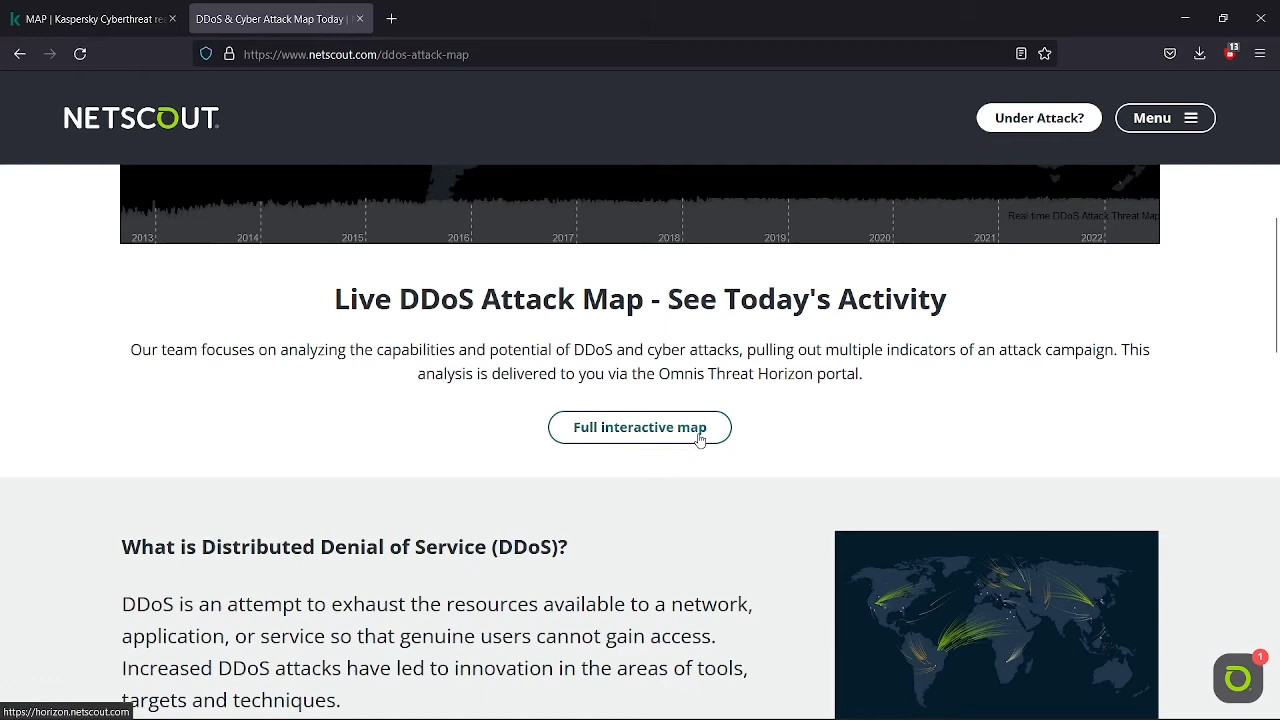 MAP | Kaspersky Cyberthreat rea
DDoS & Cyber Attack Map Today |
https://www.netscout.com/ddos-attack-map
13
NETSCOUT
Under Attack?
Menu
Real time DDoS Attack Threat Map
2013 2014 2015 2016 2017 2018 2019 2020 2021 2022
Live DDoS Attack Map - See Today's Activity
Our team focuses on analyzing the capabilities and potential of DDoS and cyber attacks, pulling out multiple indicators of an attack campaign. This
analysis is delivered to you via the Omnis Threat Horizon portal.
Full interactive map
What is Distributed Denial of Service (DDoS)?
DDoS is an attempt to exhaust the resources available to a network,
application, or service so that genuine users cannot gain access.
Increased DDoS attacks have led to innovation in the areas of tools,
targets and techniques.
1
https://horizon.netscout.com